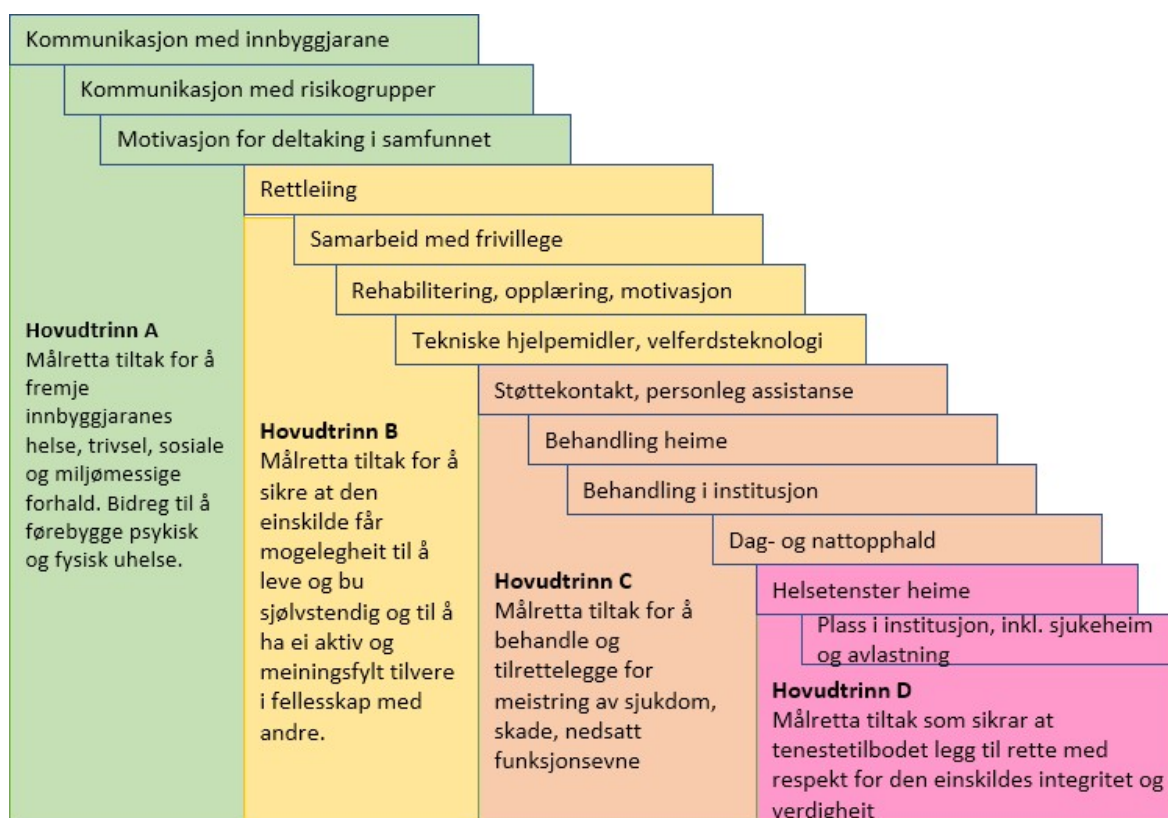 Kommunikasjon med innbyggjarane
Kommunikasjon med risikogrupper
Motivasjon for deltaking i samfunnet
Rettleiing
Samarbeid med frivillege
Rehabilitering, opplæring, motivasjon
Tekniske hjelpemidler, velferdsteknologi
Støttekontakt, personleg assistanse
Behandling heime
Behandling i institusjon
Dag- og nattopphald
Helsetenster heime
Plass i institusjon, inkl. sjukeheim
og avlastning
Hovudtrinn A
Målretta tiltak for å
fremje
innbyggjaranes
helse, trivsel, sosiale
og miljømessige
forhald. Bidreg til å
førebygge psykisk
og fysisk uhelse.
Hovudtrinn B
Målretta tiltak for å
sikre at den
einskilde får
mogelegheit til å
leve og bu
sjølvstendig og til å
ha ei aktiv og
meiningsfylt tilvere
i fellesskap med
andre.
Hovudtrinn C
Målretta tiltak for å
behandle og
tilrettelegge for
meistring av sjukdom,
skade, nedsatt
funksjonsevne
Hovudtrinn D
Målretta tiltak som sikrar at
tenestetilbodet legg til rette med
respekt for den einskildes integritet og
verdigheit